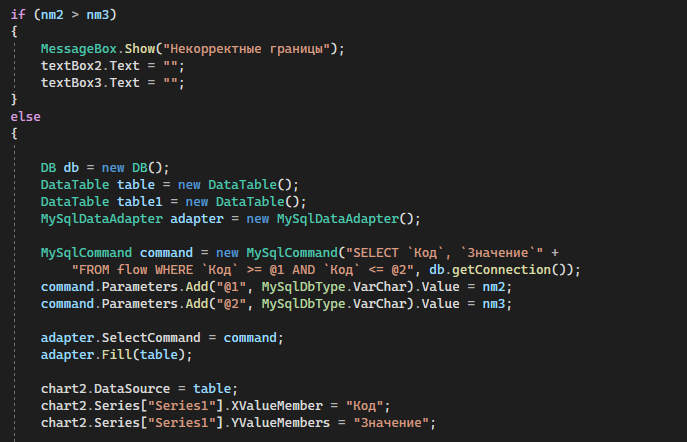 if (nm2 > nm3)
{
MessageBox.Show("Некорректные границы");
textBox2.Text = "";
textBox3.Text = "";
}
else
{
DB db = new DB();
DataTable table = new DataTable();
DataTable table1 = new DataTable();
MySqlDataAdapter adapter = new MySqlDataAdapter();
MySqlCommand command = new MySqlCommand("SELECT `Код`, `Значение`" +
"FROM flow WHERE `Код` >= @1 AND `Код` <= @2", db.getConnection());
command.Parameters.Add("@1", MySqlDbType.VarChar).Value = nm2;
command.Parameters.Add("@2", MySqlDbType.VarChar).Value = nm3;
adapter.SelectCommand = command;
adapter.Fill(table);
chart2.DataSource = table;
chart2.Series["Series1"].XValueMember = "Код";
chart2.Series["Series1"].YValueMembers = "Значение";